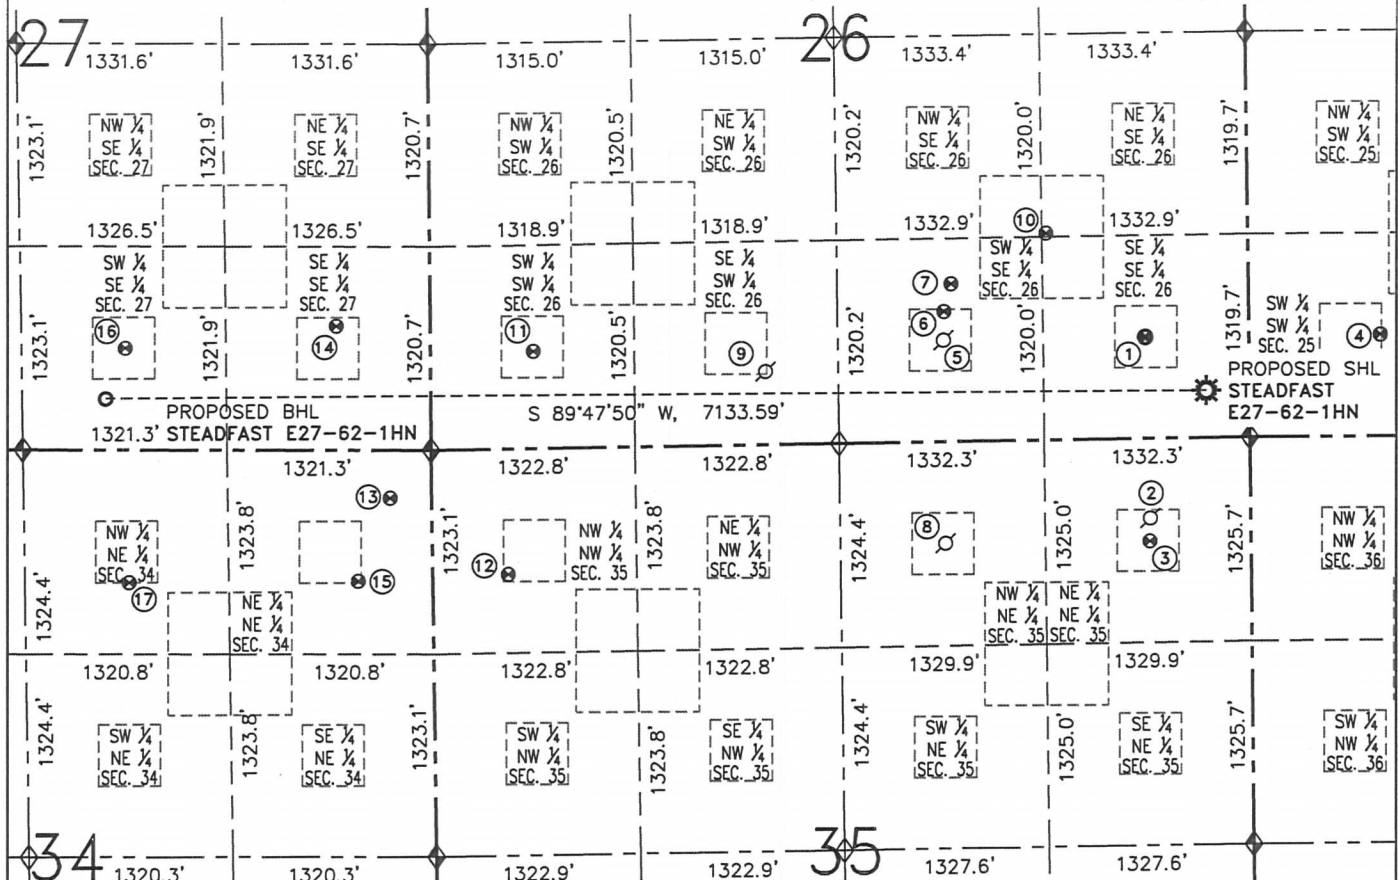 27
26
1331.6'
1331.6'
1315.0'
1315.0'
1333.4'
1333.4'
1323.1'
NW ¼
SE ¼
SEC. 27
1321.9'
NE ¼
SE ¼
SEC. 27
1320.7'
NW ¼
SW ¼
SEC. 26
1320.5'
NE ¼
SW ¼
SEC. 26
1320.2'
NW ¼
SE ¼
SEC. 26
1320.0'
NE ¼
SE ¼
SEC. 26
1319.7'
NW ¼
SW ¼
SEC. 25
1326.5'
1326.5'
1318.9'
1318.9'
1332.9'
10
1332.9'
SW ¼
SE ¼
SEC. 27
SE ¼
SE ¼
SEC. 27
SW ¼
SW ¼
SEC. 26
SE ¼
SW ¼
SEC. 26
SW ¼
SE ¼
SEC. 26
SE ¼
SE ¼
SEC. 26
SW ¼
SW ¼
SEC. 25
1323.1'
16
1321.9'
14
1320.7'
11
1320.5'
9
1320.2'
7
6
5
1320.0'
1
1319.7'
4
PROPOSED SHL
STEADFAST
E27-62-1HN
PROPOSED BHL
STEADFAST E27-62-1HN
S 89°47'50" W, 7133.59'
1321.3'
1321.3'
1322.8'
1322.8'
1332.3'
1332.3'
13
2
NW ¼
NE ¼
SEC. 34
17
1323.8'
15
1323.1'
12
NW ¼
NW ¼
SEC. 35
1323.8'
NE ¼
NW ¼
SEC. 35
1324.4'
8
1325.0'
3
1325.7'
NW ¼
NW ¼
SEC. 36
1324.4'
NE ¼
NE ¼
SEC. 34
NW ¼
NE ¼
SEC. 35
NE ¼
NE ¼
SEC. 35
1320.8'
1320.8'
1322.8'
1322.8'
1329.9'
1329.9'
1324.4'
SW ¼
NE ¼
SEC. 34
1323.8'
SE ¼
NE ¼
SEC. 34
1323.1'
SW ¼
NW ¼
SEC. 35
1323.8'
SE ¼
NW ¼
SEC. 35
1324.4'
SW ¼
NE ¼
SEC. 35
1325.0'
SE ¼
NE ¼
SEC. 35
1325.7'
SW ¼
NW ¼
SEC. 36
34
35
1320.3'
1320.3'
1322.9'
1322.9'
1327.6'
1327.6'